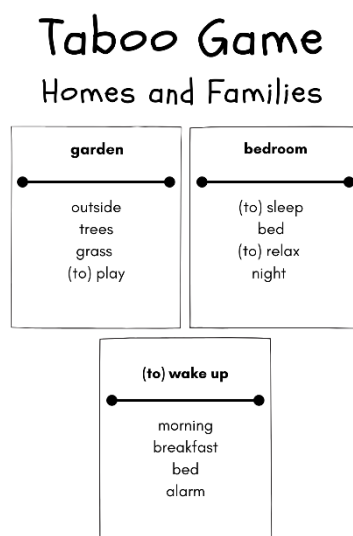 Taboo Game
Homes and Families
garden
outside
trees
grass
(to) play
bedroom
(to) sleep
bed
(to) relax
night
(to) wake up
morning
breakfast
bed
alarm